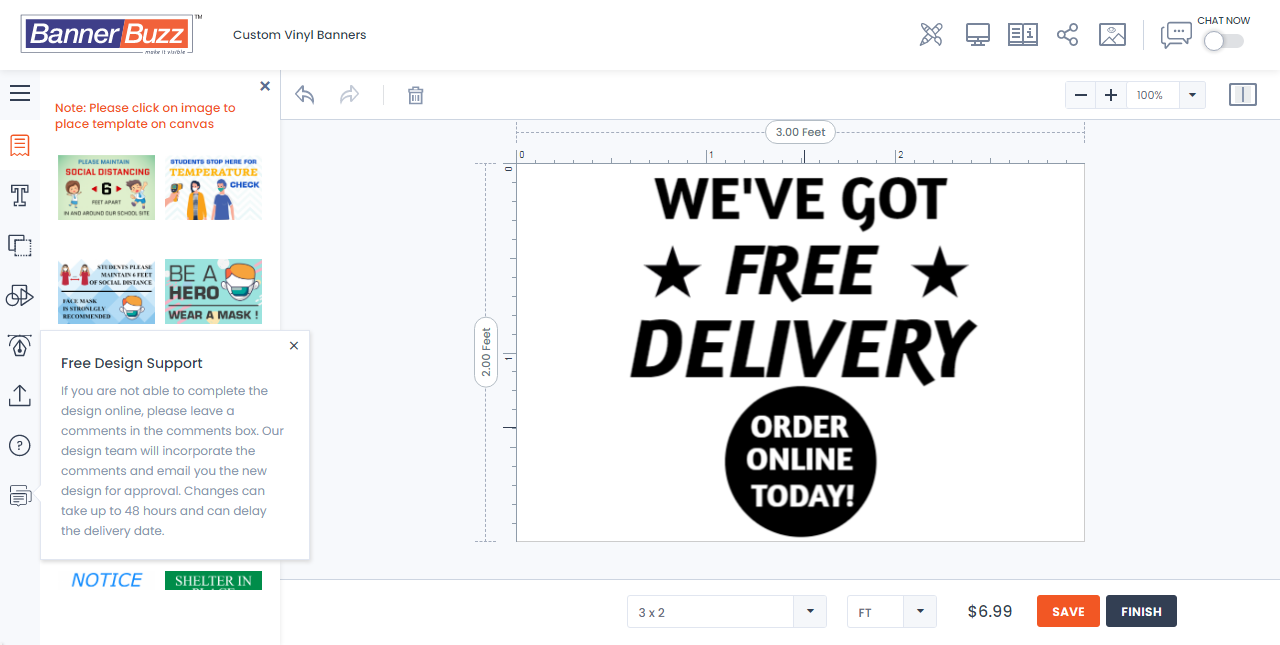 BannerBuzz™
make it visible
Custom Vinyl Banners
CHAT NOW
Note: Please click on image to
place template on canvas
100%
3.00 Feet
0 1 2
0
1
2.00 Feet
PLEASE MAINTAIN
SOCIAL DISTANCING
6
FEET APART
IN AND AROUND OUR SCHOOL SITE
STUDENTS STOP HERE FOR
TEMPERATURE
CHECK
STUDENTS PLEASE
MAINTAIN 6 FEET
OF SOCIAL DISTANCE
FACE MASK
IS STRONLGY
RECOMMENDED
BE A
HERO
WEAR A MASK !
Free Design Support
If you are not able to complete the
design online, please leave a
comments in the comments box. Our
design team will incorporate the
comments and email you the new
design for approval. Changes can
take up to 48 hours and can delay
the delivery date.
NOTICE
SHELTER IN
PLACE
WE'VE GOT
FREE
DELIVERY
ORDER
ONLINE
TODAY!
3 x 2
FT
$6.99
SAVE
FINISH